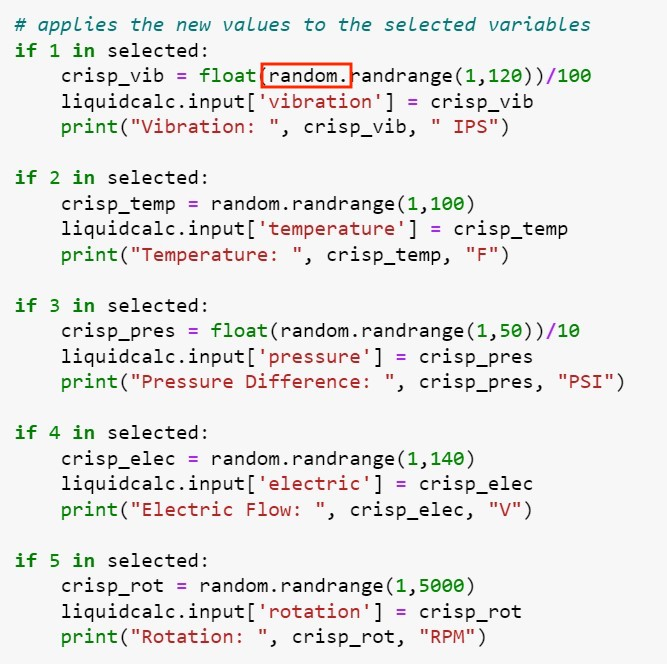 # applies the new values to the selected variables
if 1 in selected:
    crisp_vib = float(random.randrange(1,120))/100
    liquidcalc.input['vibration'] = crisp_vib
    print("Vibration: ", crisp_vib, " IPS")

if 2 in selected:
    crisp_temp = random.randrange(1,100)
    liquidcalc.input['temperature'] = crisp_temp
    print("Temperature: ", crisp_temp, "F")

if 3 in selected:
    crisp_pres = float(random.randrange(1,50))/10
    liquidcalc.input['pressure'] = crisp_pres
    print("Pressure Difference: ", crisp_pres, "PSI")

if 4 in selected:
    crisp_elec = random.randrange(1,140)
    liquidcalc.input['electric'] = crisp_elec
    print("Electric Flow: ", crisp_elec, "V")

if 5 in selected:
    crisp_rot = random.randrange(1,5000)
    liquidcalc.input['rotation'] = crisp_rot
    print("Rotation: ", crisp_rot, "RPM")